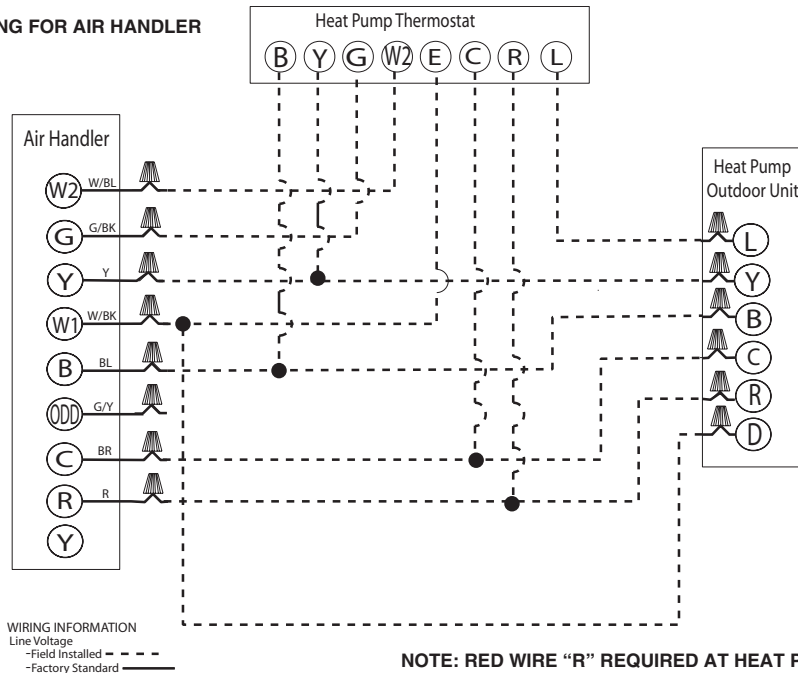 NG FOR AIR HANDLER
Heat Pump Thermostat
B Y G W2 E C R L
Air Handler
W2 W/BL
G G/BK
Y Y
W1 W/BK
B BL
ODD G/Y
C BR
R R
Y
Heat Pump
Outdoor Unit
L
Y
B
C
R
D
WIRING INFORMATION
Line Voltage
-Field Installed
-Factory Standard
NOTE: RED WIRE “R” REQUIRED AT HEAT P